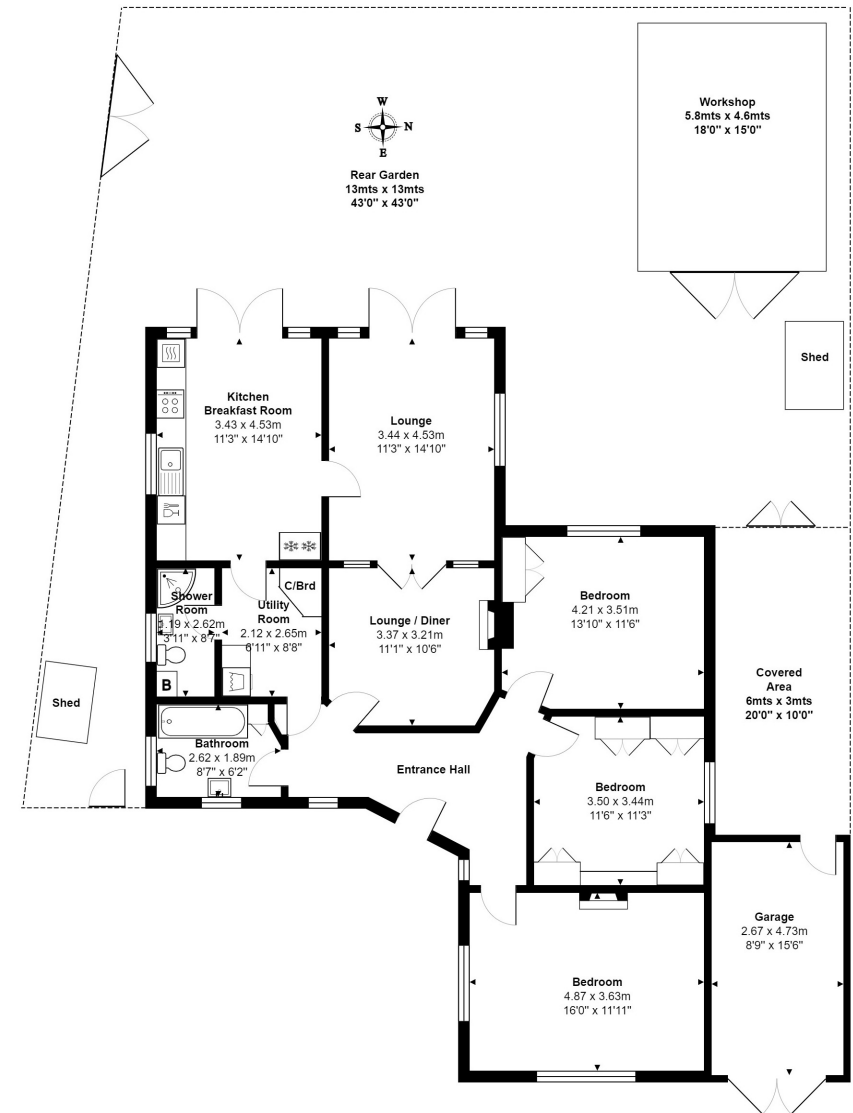 Workshop
5.8mts x 4.6mts
18'0" x 15'0"
W
S N
E
Rear Garden
13mts x 13mts
43'0" x 43'0"
Shed
Kitchen
Breakfast Room
3.43 x 4.53m
11'3" x 14'10"
Lounge
3.44 x 4.53m
11'3" x 14'10"
C/Brd
Shower
Room
1.19 x 2.62m
3'11" x 8'7"
B
Utility
Room
2.12 x 2.65m
6'11" x 8'8"
Lounge / Diner
3.37 x 3.21m
11'1" x 10'6"
Bedroom
4.21 x 3.51m
13'10" x 11'6"
Covered
Area
6mts x 3mts
20'0" x 10'0"
Shed
Bathroom
2.62 x 1.89m
8'7" x 6'2"
Entrance Hall
Bedroom
3.50 x 3.44m
11'6" x 11'3"
Garage
2.67 x 4.73m
8'9" x 15'6"
Bedroom
4.87 x 3.63m
16'0" x 11'11"